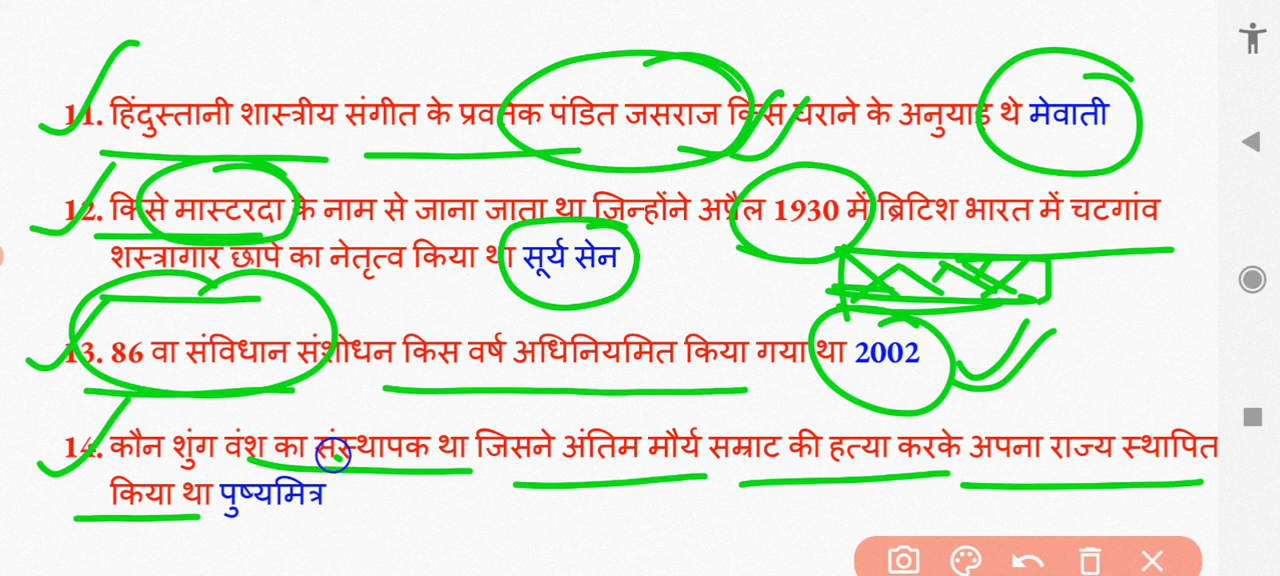 11. हिंदुस्तानी शास्त्रीय संगीत के प्रवर्तक पंडित जसराज किस घराने के अनुयाई थे मेवाती
12. किसे मास्टरदा के नाम से जाना जाता था जिन्होंने अप्रैल 1930 में ब्रिटिश भारत में चटगांव
शस्त्रागार छापे का नेतृत्व किया था सूर्य सेन
13. 86 वा संविधान संशोधन किस वर्ष अधिनियमित किया गया था 2002
14. कौन शुंग वंश का संस्थापक था जिसने अंतिम मौर्य सम्राट की हत्या करके अपना राज्य स्थापित
किया था पुष्यमित्र